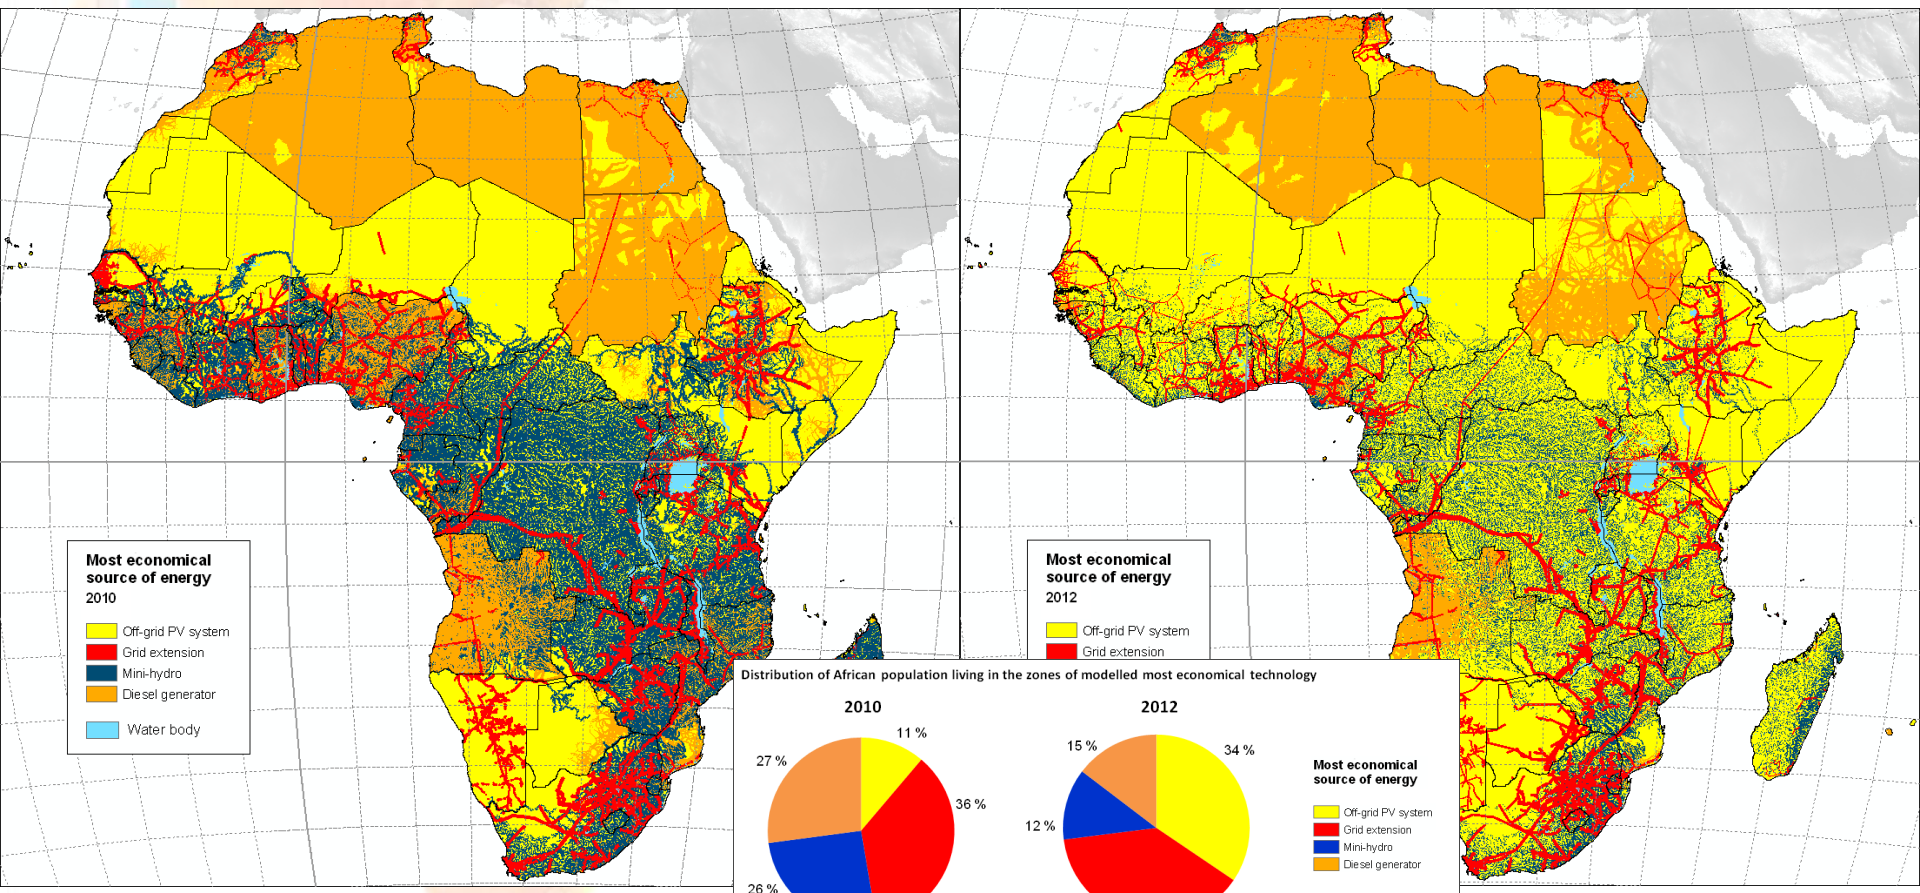 Most economical
source of energy
2010
Off-grid PV system
Grid extension
Mini-hydro
Diesel generator
Water body
Most economical
source of energy
2012
Off-grid PV system
Grid extension
Distribution of African population living in the zones of modelled most economical technology
2010
11 %
36 %
26 %
27 %
2012
34 %
12 %
15 %
Most economical
source of energy
Off-grid PV system
Grid extension
Mini-hydro
Diesel generator